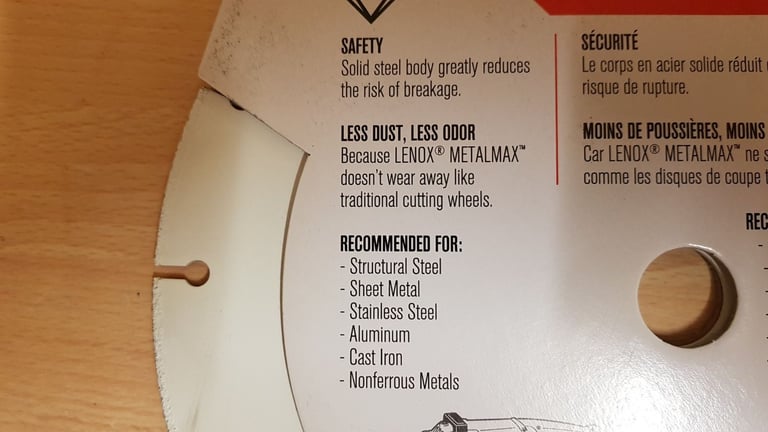 SAFETY
Solid steel body greatly reduces
the risk of breakage.
LESS DUST, LESS ODOR
Because LENOX® METALMAX™
doesn't wear away like
traditional cutting wheels.
RECOMMENDED FOR:
- Structural Steel
- Sheet Metal
- Stainless Steel
- Aluminum
- Cast Iron
- Nonferrous Metals
SÉCURITÉ
Le corps en acier solide réduit
risque de rupture.
MOINS DE POUSSIÈRES, MOINS
Car LENOX® METALMAX™ ne
comme les disques de coupe